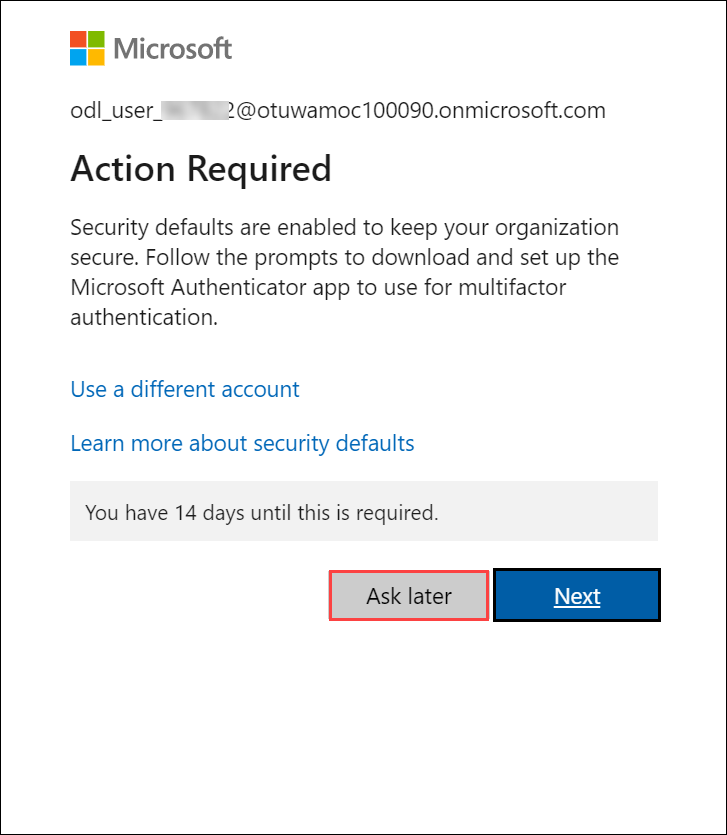 Microsoft
odl_user_ 2@otuwamoc100090.onmicrosoft.com
Action Required
Security defaults are enabled to keep your organization
secure. Follow the prompts to download and set up the
Microsoft Authenticator app to use for multifactor
authentication.
Use a different account
Learn more about security defaults
You have 14 days until this is required.
Ask later
Next